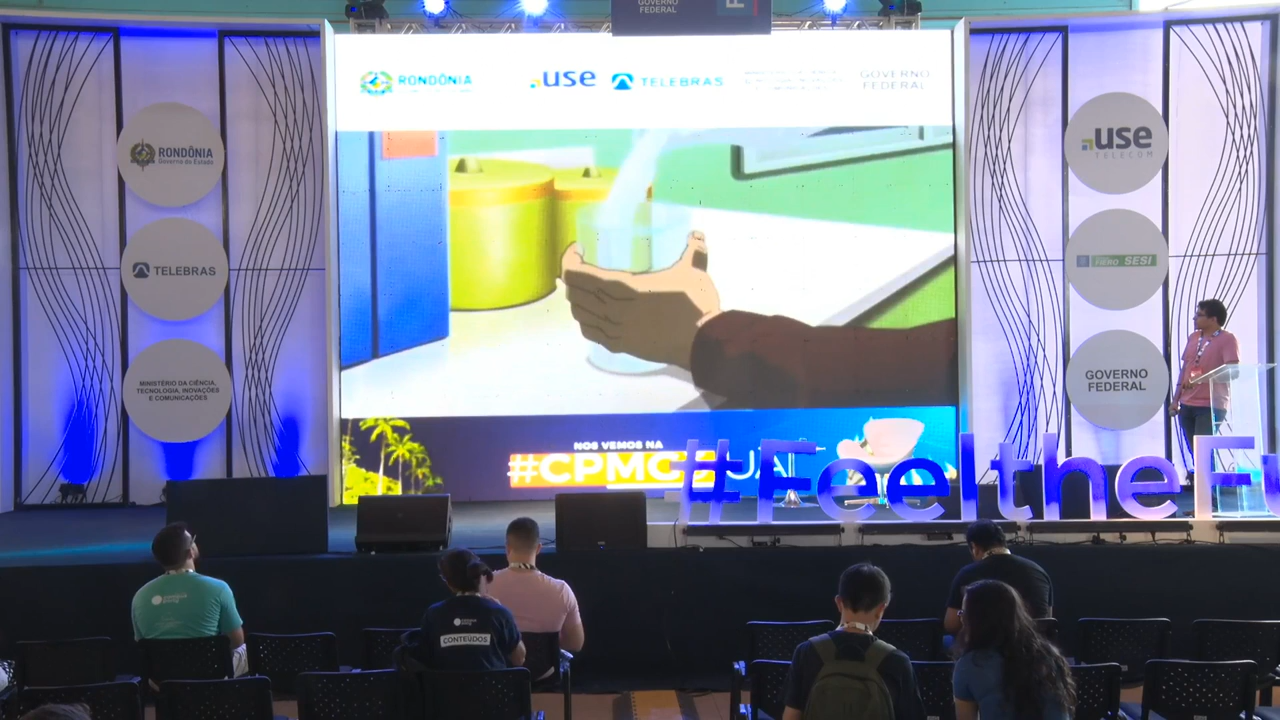 GOVERNO
FEDERAL
RONDÔNIA
use
TELEBRAS
GOVERNO
FEDERAL
RONDÔNIA
Governo do Estado
TELEBRAS
MINISTÉRIO DA CIÊNCIA,
TECNOLOGIA, INOVAÇÕES
E COMUNICAÇÕES
use
TELECOM
FIERO SESI
GOVERNO
FEDERAL
NOS VEMOS NA
#FeeltheFu
CONTEÚDOS